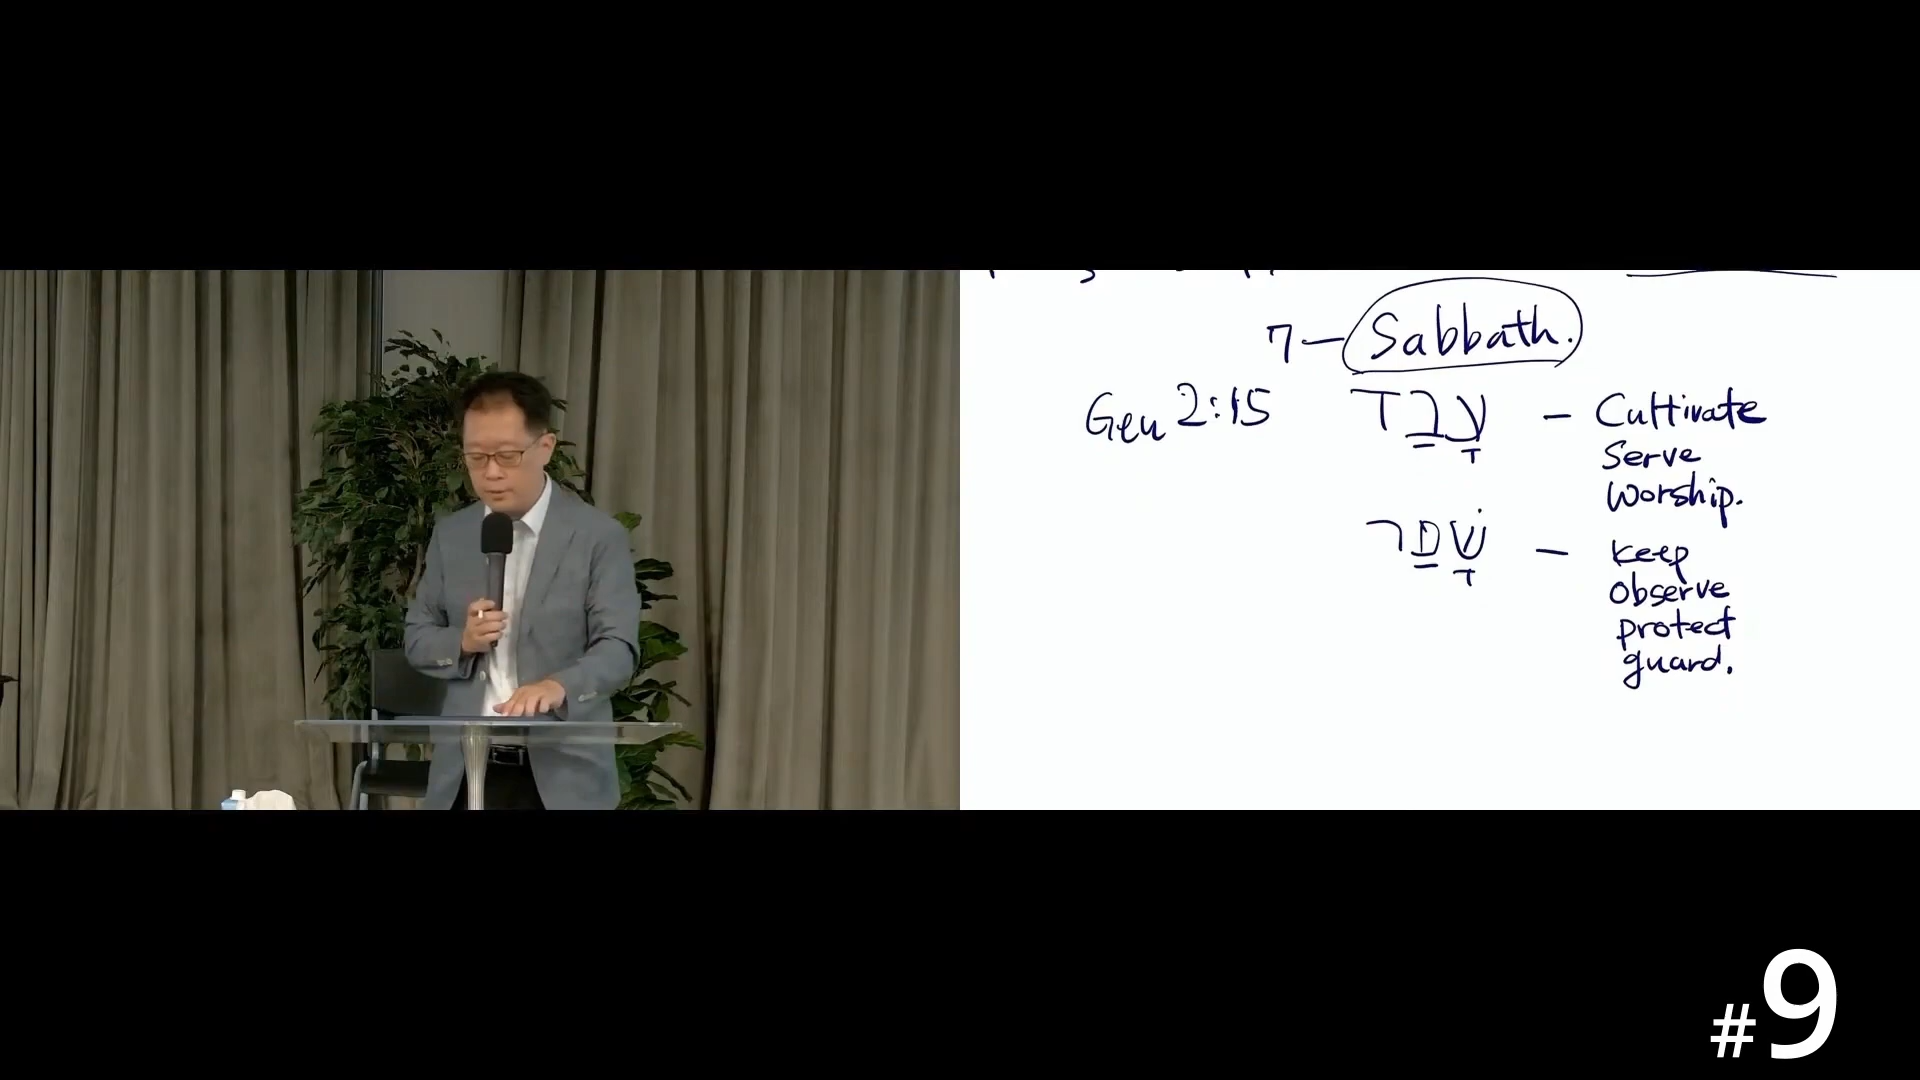 7 — Sabbath.
Gen 2:15 עָבַד — Cultivate
Serve
Worship.
שָׁמַר — keep
observe
protect
guard.
#9